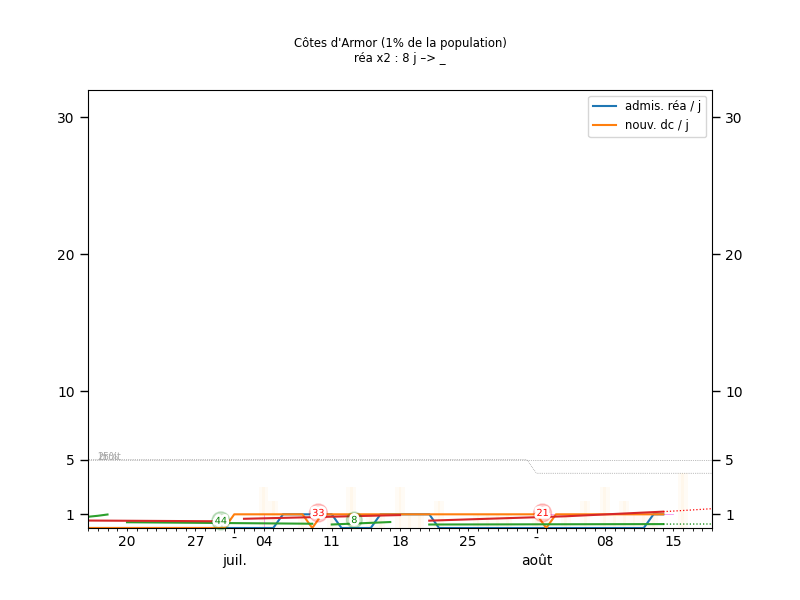 Côtes d'Armor (1% de la population)
réa x2 : 8 j –> _
admis. réa / j
nouv. dc / j
30 30
20 20
10 10
5 5
1 1
44 33 8 21
20 27 - 04 11 18 25 - 08 15
juil. août